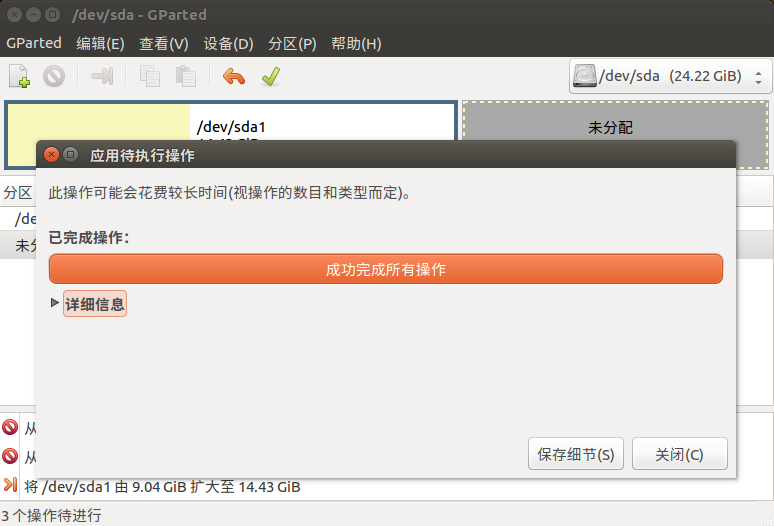 /dev/sda - GParted
GParted 编辑(E) 查看(V) 设备(D) 分区(P) 帮助(H)
/dev/sda (24.22 GiB)
/dev/sda1
未分配
应用待执行操作
分区
此操作可能会花费较长时间(视操作的数目和类型而定)。
/de
未分
已完成操作：
成功完成所有操作
详细信息
从
从
保存细节(S) 关闭(C)
将 /dev/sda1 由 9.04 GiB 扩大至 14.43 GiB
3 个操作待进行